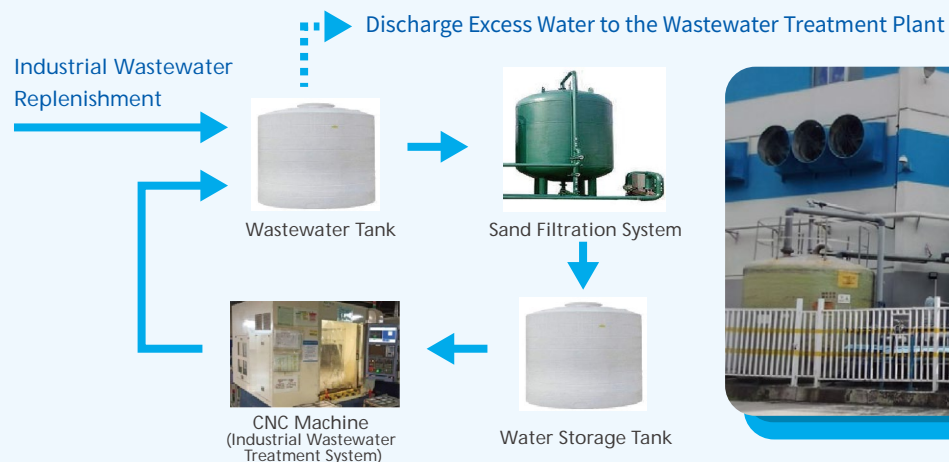 Discharge Excess Water to the Wastewater Treatment Plant
Industrial Wastewater
Replenishment
Wastewater Tank
Sand Filtration System
CNC Machine
(Industrial Wastewater
Treatment System)
Water Storage Tank